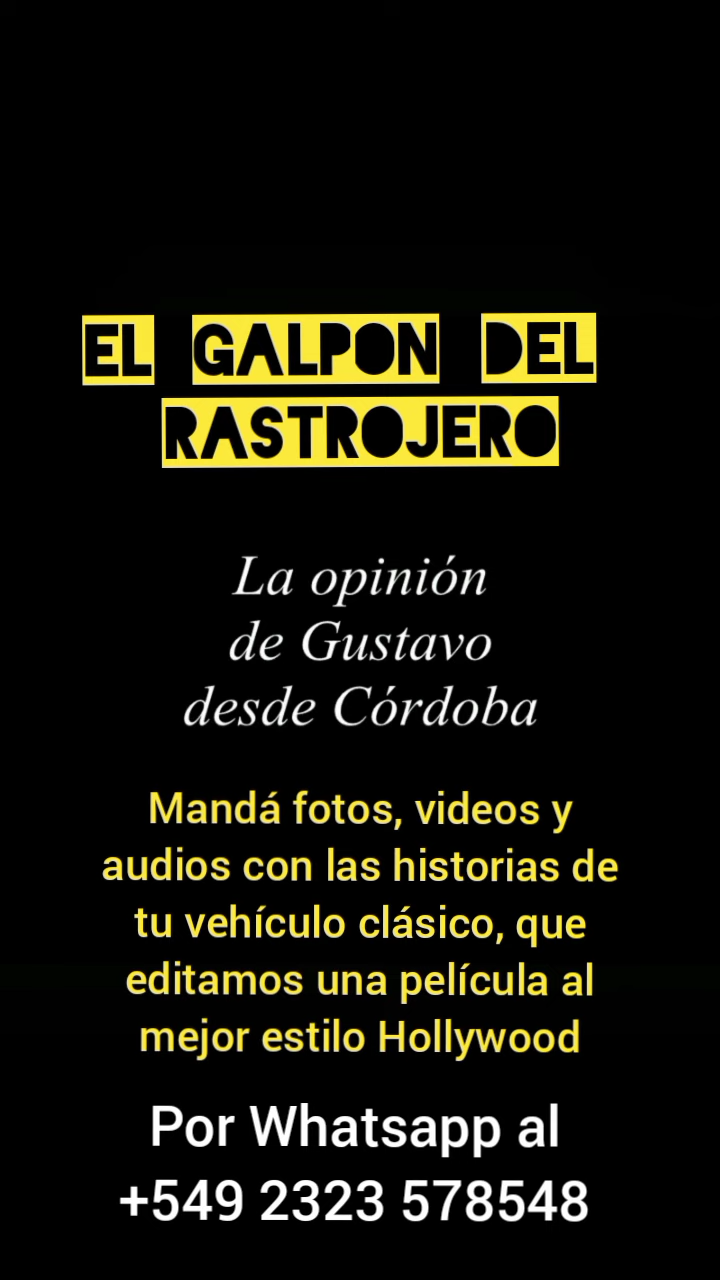 EL GALPON DEL
RASTROJERO
La opinión
de Gustavo
desde Córdoba
Mandá fotos, videos y
audios con las historias de
tu vehículo clásico, que
editamos una película al
mejor estilo Hollywood
Por Whatsapp al
+549 2323 578548